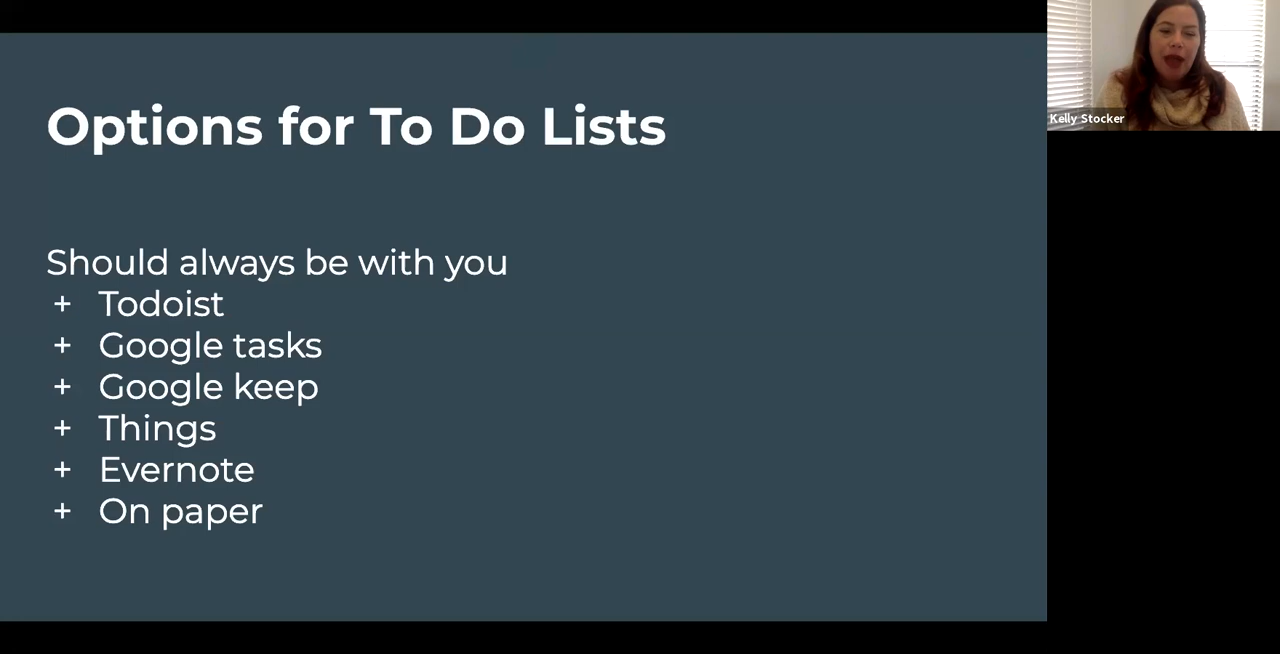 Options for To Do Lists
Should always be with you
+ Todoist
+ Google tasks
+ Google keep
+ Things
+ Evernote
+ On paper
Kelly Stocker